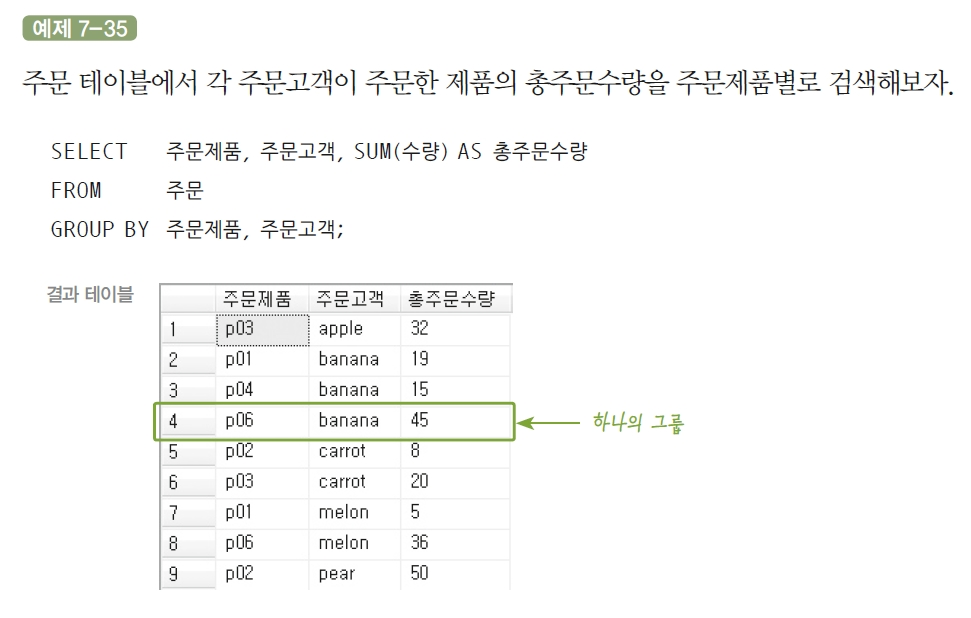 예제 7-35
주문 테이블에서 각 주문고객이 주문한 제품의 총주문수량을 주문제품별로 검색해보자.
SELECT 주문제품, 주문고객, SUM(수량) AS 총주문수량
FROM 주문
GROUP BY 주문제품, 주문고객;
결과 테이블
주문제품 주문고객 총주문수량
1 p03 apple 32
2 p01 banana 19
3 p04 banana 15
4 p06 banana 45 하나의 그룹
5 p02 carrot 8
6 p03 carrot 20
7 p01 melon 5
8 p06 melon 36
9 p02 pear 50